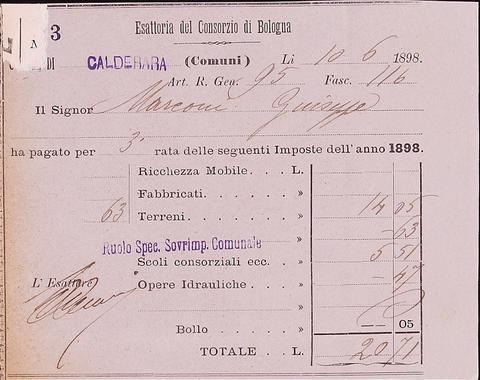 N 3
Esattoria del Consorzio di Bologna
DI CALDERARA (Comuni) Lì 10 6 1898.
Art. R. Gen. 95 Fasc. 116
Il Signor Marconi Giuseppe
ha pagato per 3ª rata delle seguenti Imposte dell'anno 1898.
Ricchezza Mobile . . . L.
Fabbricati . . . . . . »
63 Terreni . . . . . . . » 14 05
» - 63
Ruolo Spec. Sovrimp. Comunale
Scoli consorziali ecc. . » 5 51
L'Esattore Opere Idrauliche . . . » - 47
»
Bollo . . » — 05
TOTALE . . L. 20 71